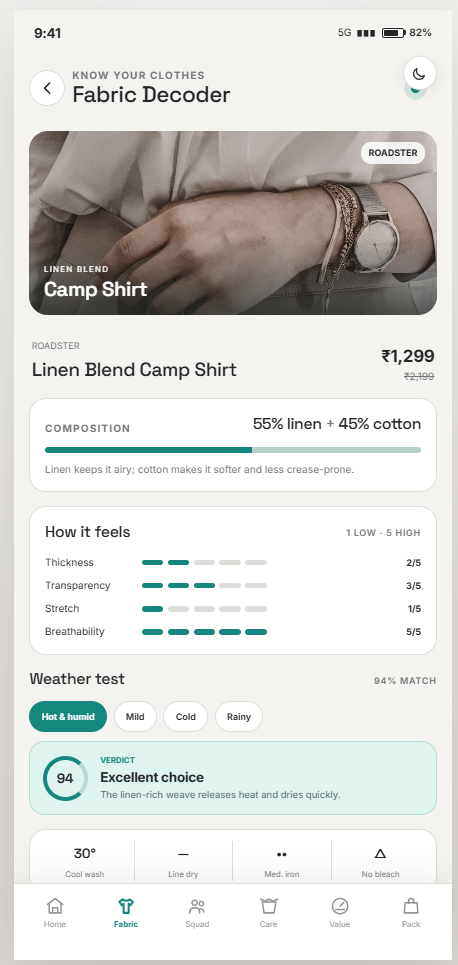 9:41
5G 82%
KNOW YOUR CLOTHES
Fabric Decoder
ROADSTER
LINEN BLEND
Camp Shirt
ROADSTER
Linen Blend Camp Shirt
₹1,299
₹2,199
COMPOSITION
55% linen + 45% cotton
Linen keeps it airy; cotton makes it softer and less crease-prone.
How it feels
1 LOW · 5 HIGH
Thickness 2/5
Transparency 3/5
Stretch 1/5
Breathability 5/5
Weather test
94% MATCH
Hot & humid Mild Cold Rainy
94
VERDICT
Excellent choice
The linen-rich weave releases heat and dries quickly.
30°
Cool wash Line dry Med. iron No bleach
Home Fabric Squad Care Value Pack